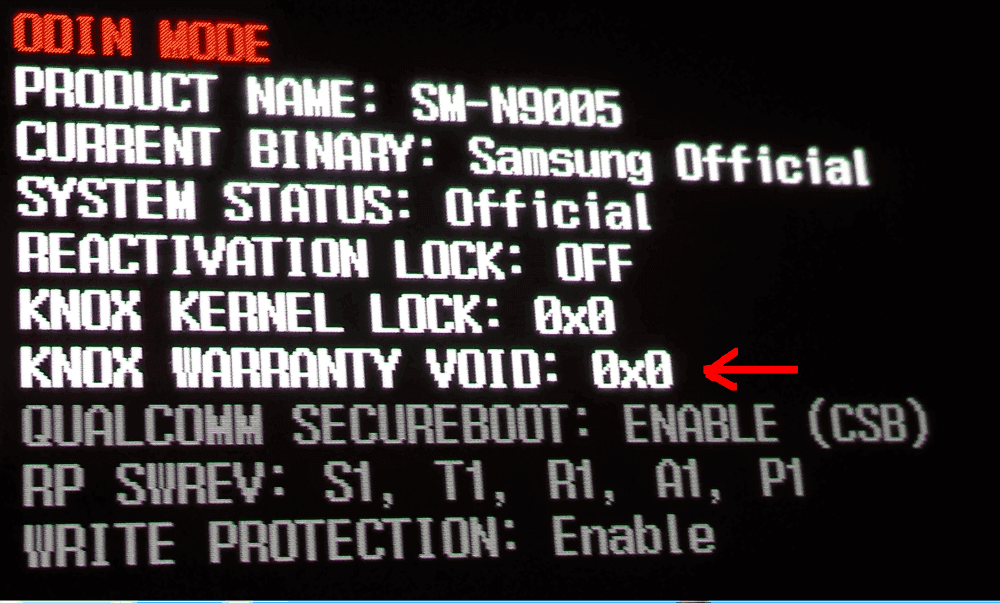 ODIN MODE
PRODUCT NAME: SM-N9005
CURRENT BINARY: Samsung Official
SYSTEM STATUS: Official
REACTIVATION LOCK: OFF
KNOX KERNEL LOCK: 0x0
KNOX WARRANTY VOID: 0x0
QUALCOMM SECUREBOOT: ENABLE (CSB)
RP SWREV: S1, T1, R1, A1, P1
WRITE PROTECTION: Enable